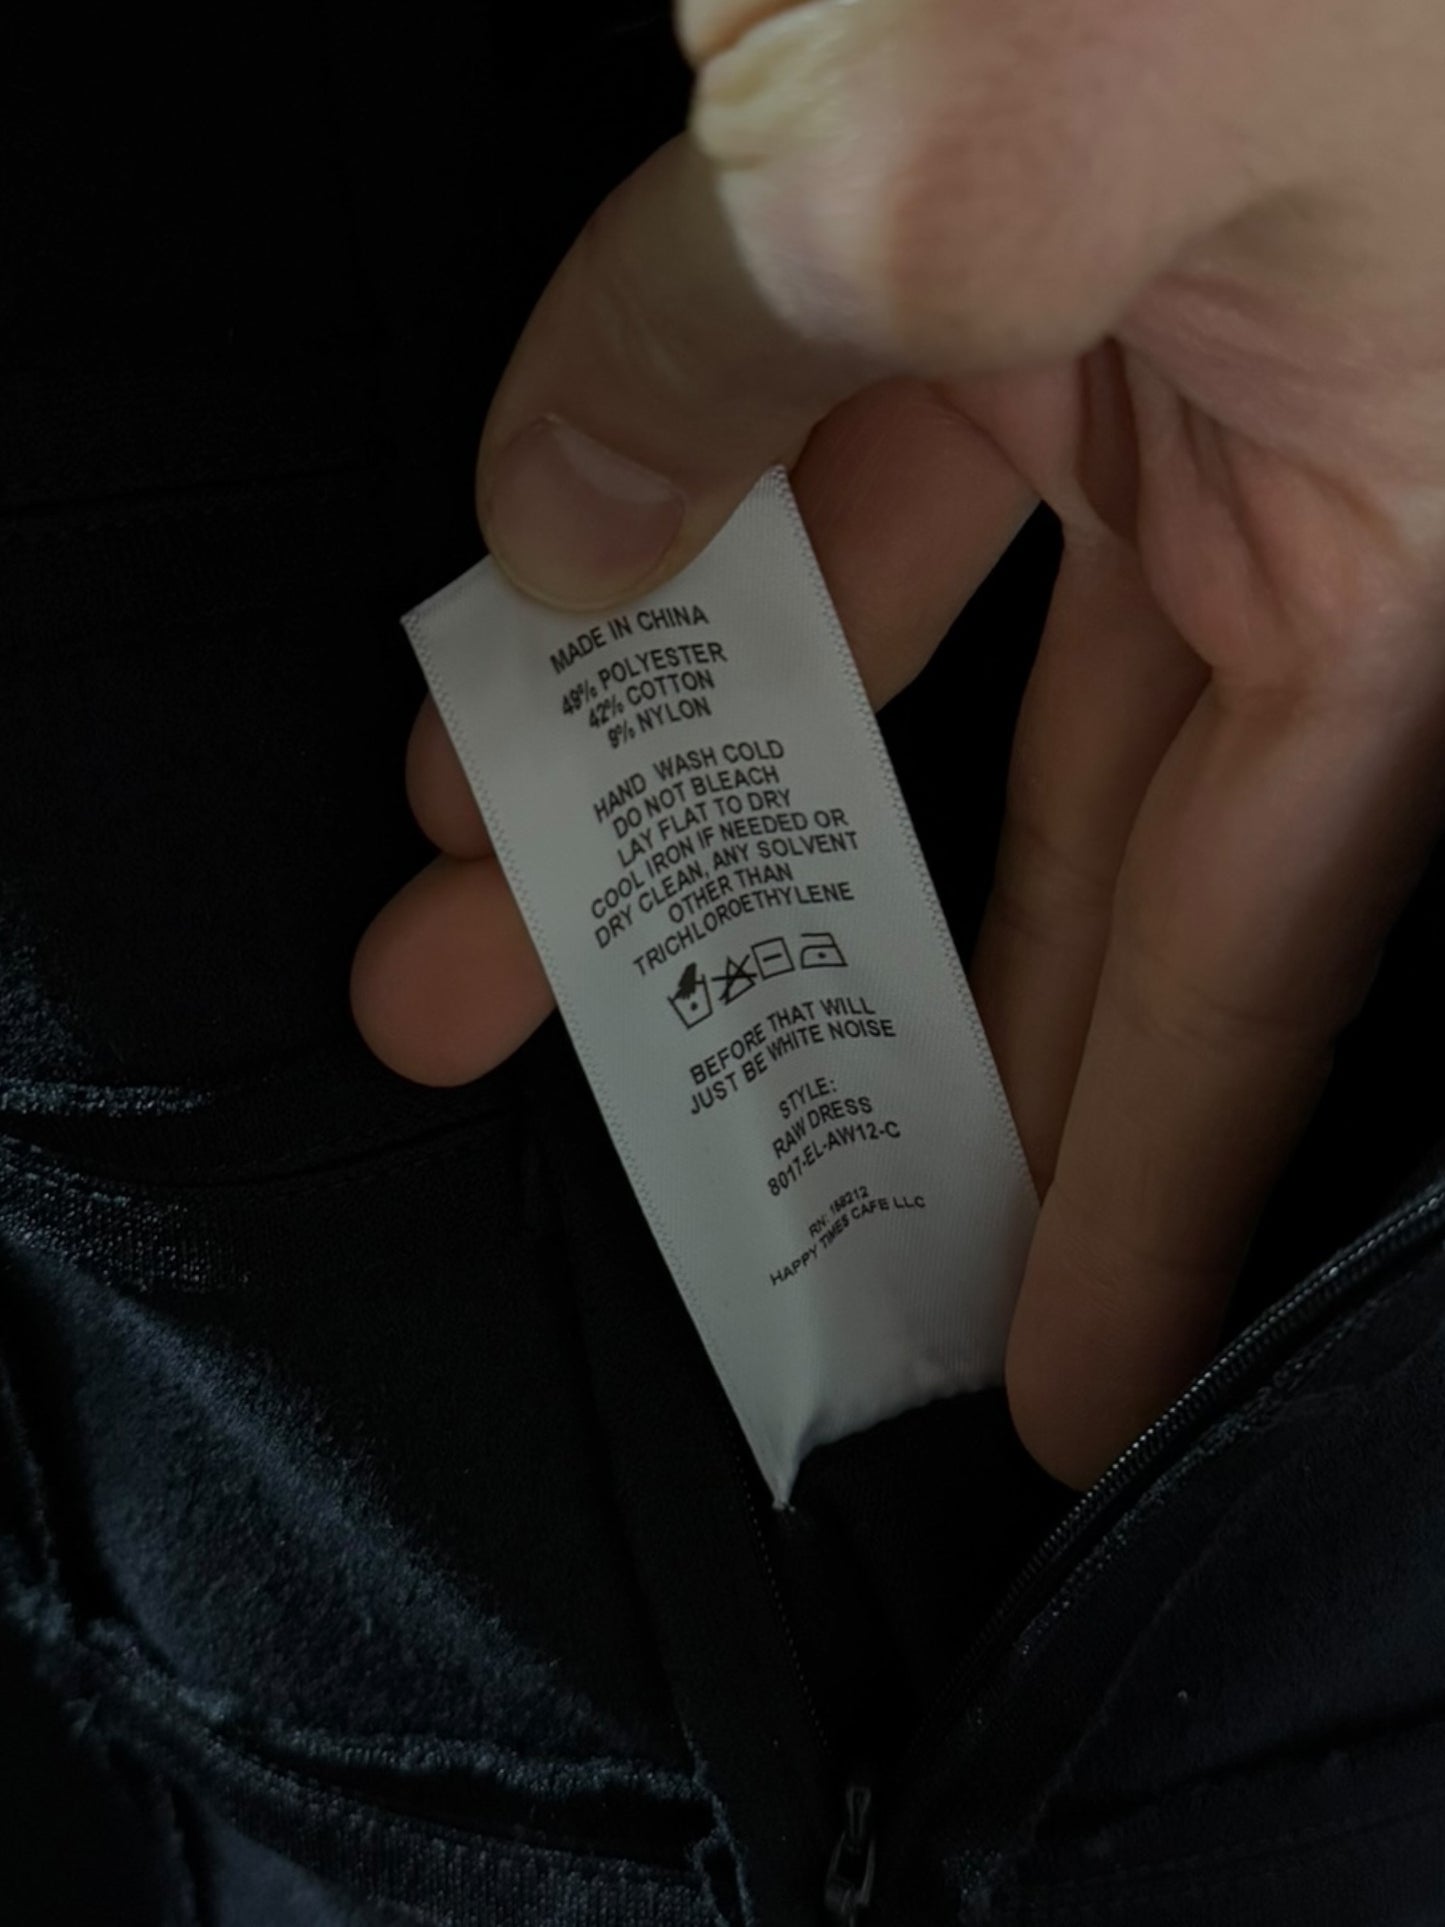 MADE IN CHINA
49% POLYESTER
42% COTTON
9% NYLON
HAND WASH COLD
DO NOT BLEACH
LAY FLAT TO DRY
COOL IRON IF NEEDED OR
DRY CLEAN, ANY SOLVENT
OTHER THAN
TRICHLOROETHYLENE
BEFORE THAT WILL
JUST BE WHITE NOISE
STYLE:
RAW DRESS
8017-EL-AW12-C
RN: 158212
HAPPY TIMES CAFE LLC